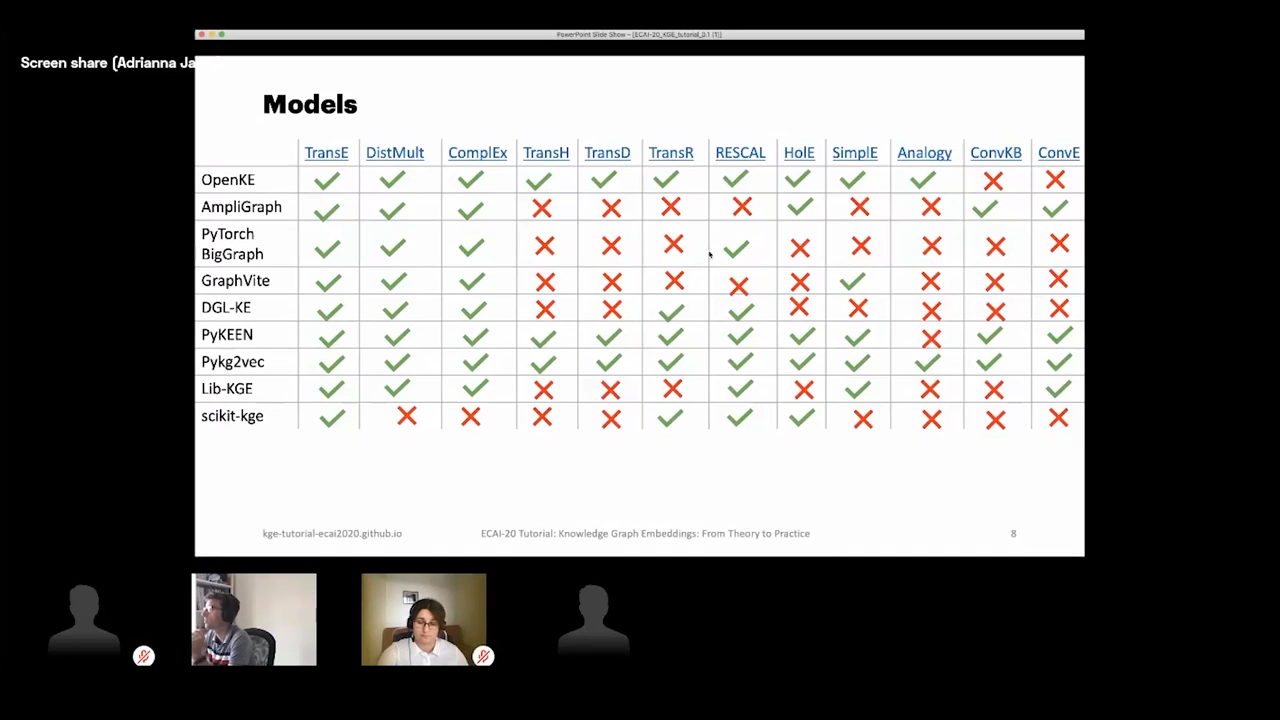 PowerPoint Slide Show - [ECAI-20_KGE_tutorial_3.1 (1)]
Screen share (Adrianna Ja
Models
TransE DistMult ComplEx TransH TransD TransR RESCAL HolE SimplE Analogy ConvKB ConvE
OpenKE
AmpliGraph
PyTorch
BigGraph
GraphVite
DGL-KE
PyKEEN
Pykg2vec
Lib-KGE
scikit-kge
kge-tutorial-ecai2020.github.io ECAI-20 Tutorial: Knowledge Graph Embeddings: From Theory to Practice 8